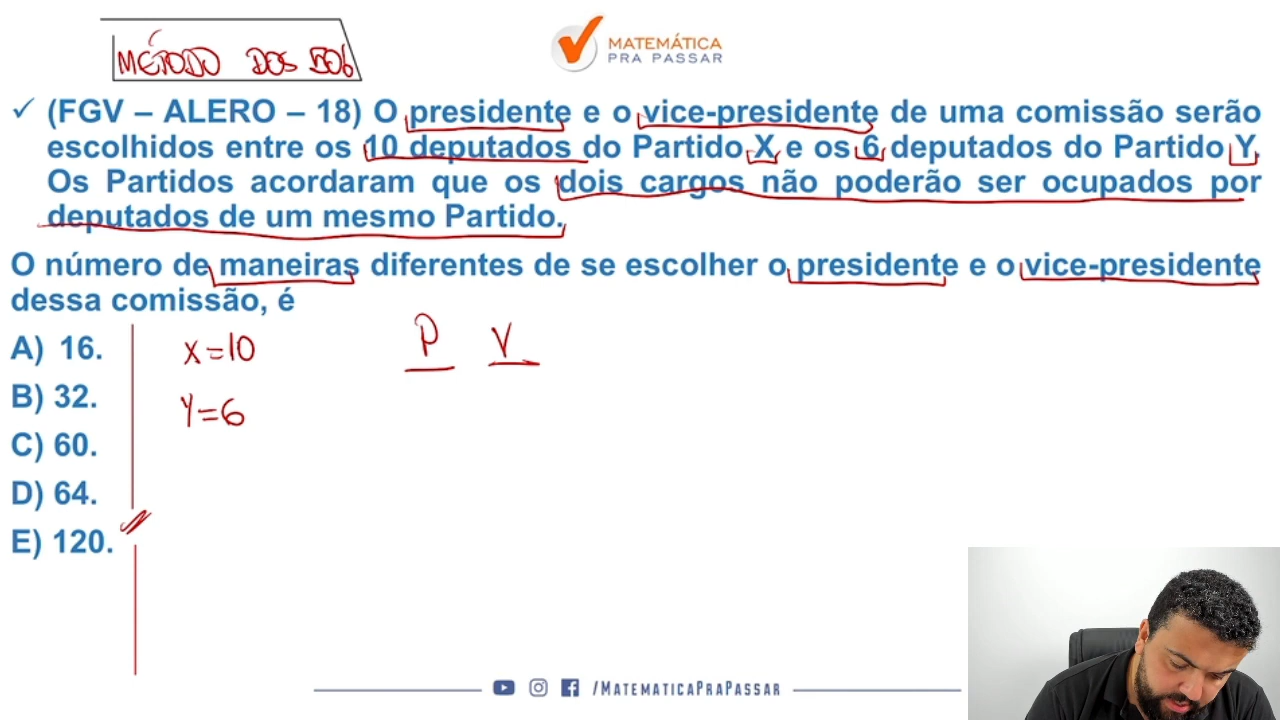 MÉTODO DOS 50b
MATEMÁTICA
PRA PASSAR
✓ (FGV – ALERO – 18) O presidente e o vice-presidente de uma comissão serão
escolhidos entre os 10 deputados do Partido X e os 6 deputados do Partido Y.
Os Partidos acordaram que os dois cargos não poderão ser ocupados por
deputados de um mesmo Partido.
O número de maneiras diferentes de se escolher o presidente e o vice-presidente
dessa comissão, é
A) 16.
X=10
P V
B) 32.
Y=6
C) 60.
D) 64.
E) 120.
/MATEMATICAPRAPASSAR